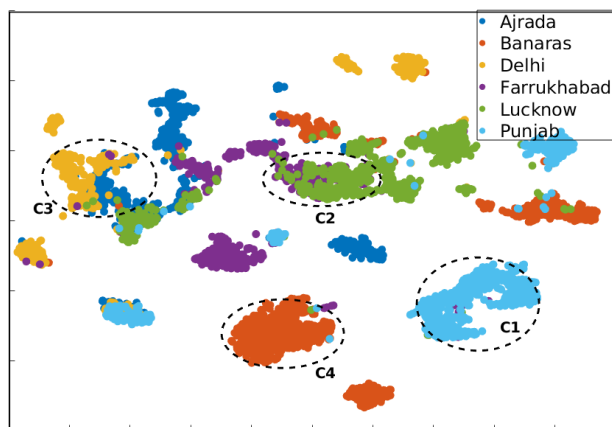 Ajrada
Banaras
Delhi
Farrukhabad
Lucknow
Punjab
C3
C2
C1
C4